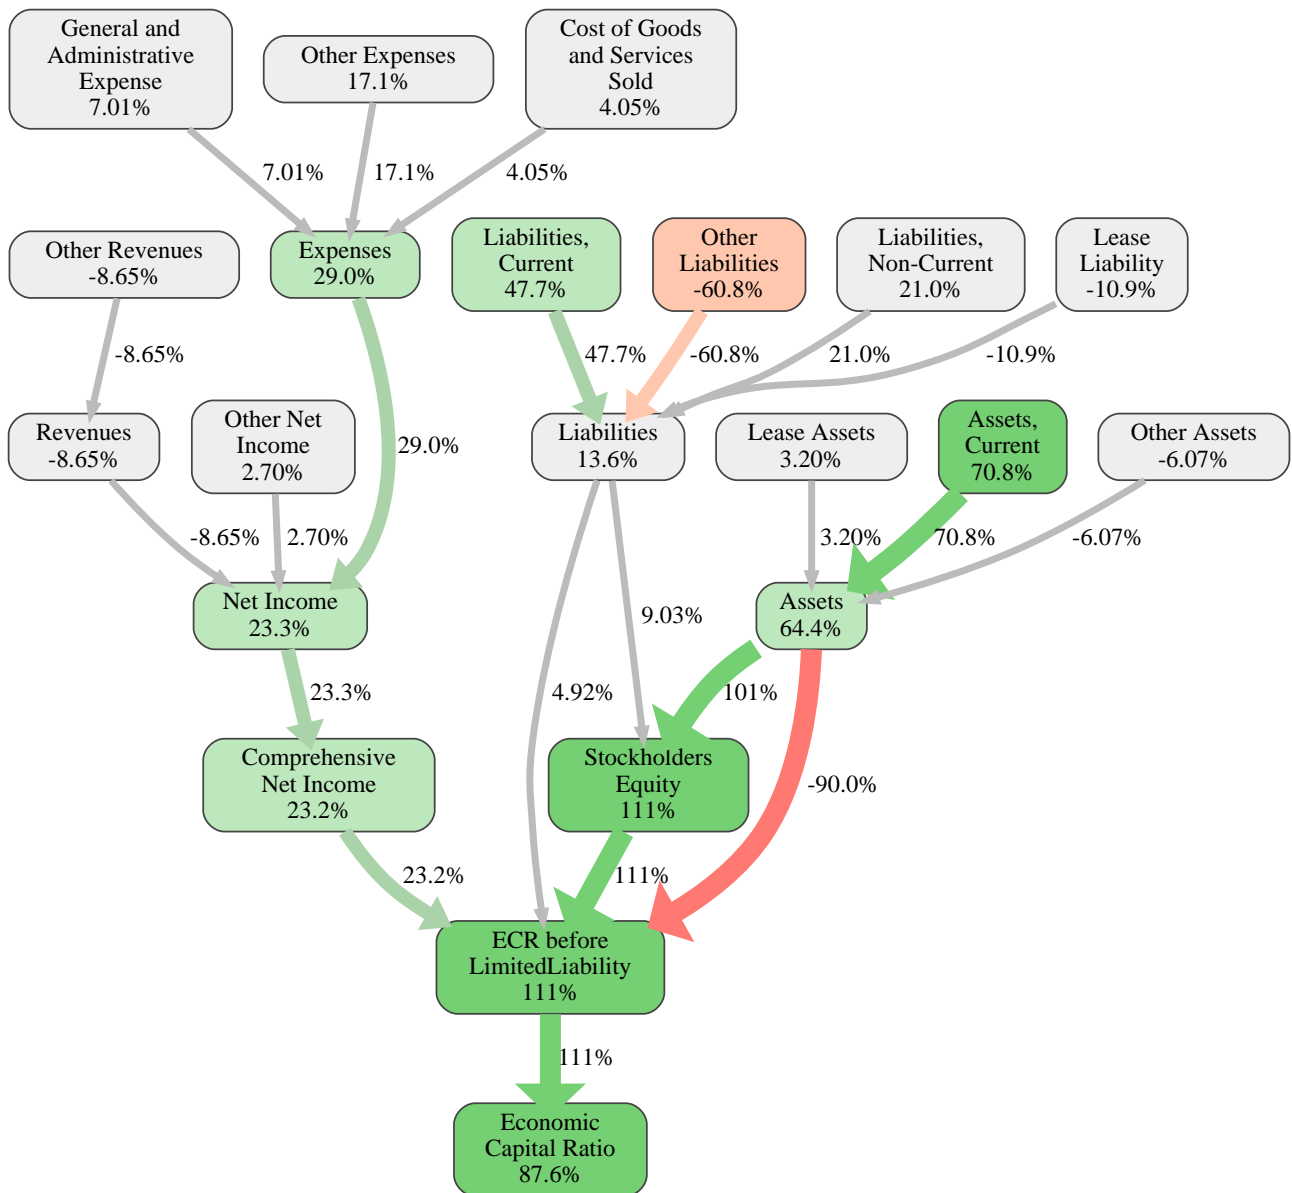 General and
Administrative
Expense
7.01%
Other Expenses
17.1%
Cost of Goods
and Services
Sold
4.05%
7.01%
17.1%
4.05%
Other Revenues
-8.65%
Expenses
29.0%
Liabilities,
Current
47.7%
Other
Liabilities
-60.8%
Liabilities,
Non-Current
21.0%
Lease
Liability
-10.9%
-8.65%
47.7%
-60.8%
21.0%
-10.9%
Revenues
-8.65%
Other Net
Income
2.70%
29.0%
Liabilities
13.6%
Lease Assets
3.20%
Assets,
Current
70.8%
Other Assets
-6.07%
-8.65%
2.70%
3.20%
70.8%
-6.07%
Net Income
23.3%
9.03%
Assets
64.4%
23.3%
4.92%
101%
Comprehensive
Net Income
23.2%
Stockholders
Equity
111%
-90.0%
23.2%
111%
ECR before
LimitedLiability
111%
111%
Economic
Capital Ratio
87.6%